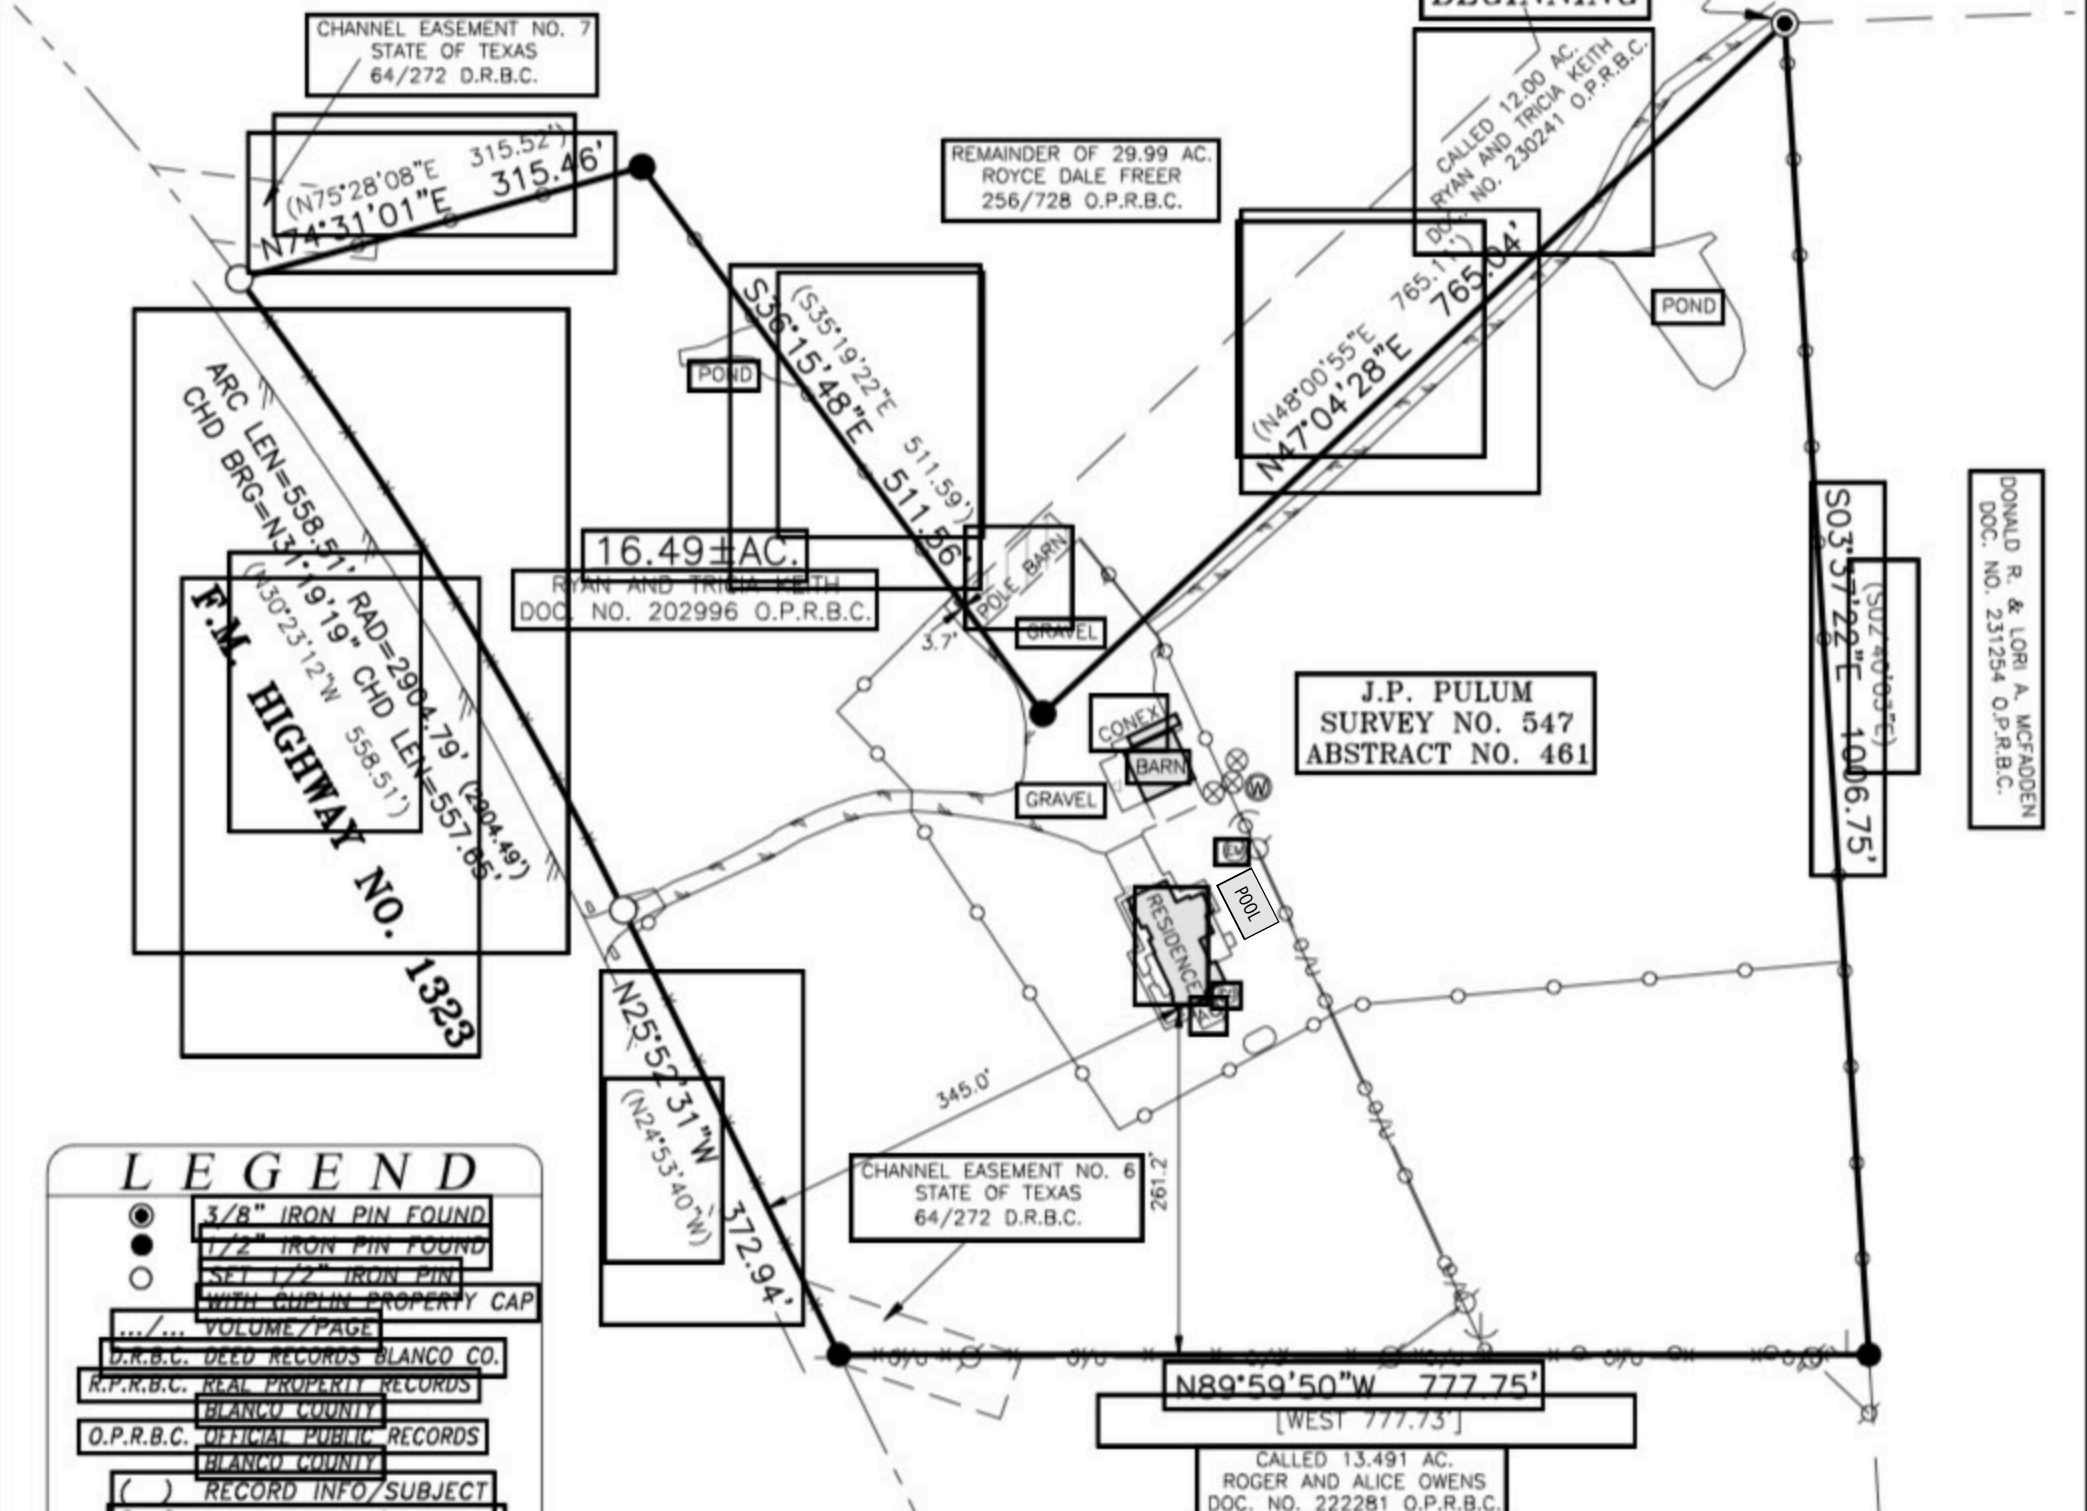 BEGINNING
CHANNEL EASEMENT NO. 7
STATE OF TEXAS
64/272 D.R.B.C.
(N75°28'08"E 315.52')
N74°31'01"E 315.46'
REMAINDER OF 29.99 AC.
ROYCE DALE FREER
256/728 O.P.R.B.C.
CALLED 12.00 AC.
RYAN AND TRICIA KEITH
DOC. NO. 230241 O.P.R.B.C.
(N48°00'55"E 765.11')
N47°04'28"E 765.04'
POND
POND
(S35°19'22"E 511.59')
S36°15'48"E 511.56'
ARC LEN=558.51' RAD=2904.79' (2904.49')
CHD BRG=N31°19'19" CHD LEN=557.65'
(N30°23'12"W 558.51')
F.M. HIGHWAY NO. 1323
16.49±AC.
RYAN AND TRICIA KEITH
DOC. NO. 202996 O.P.R.B.C.
POLE BARN
3.7'
GRAVEL
S03°37'22"E 1006.75'
(S02°40'03"E)
DONALD R. & LORI A. MCFADDEN
DOC. NO. 231254 O.P.R.B.C.
J.P. PULUM
SURVEY NO. 547
ABSTRACT NO. 461
CONEX
BARN
GRAVEL
W
EM
POOL
RESIDENCE
AC
O/U
O/U
345.0'
261.2'
N25°52'31"W 372.94'
(N24°53'40"W)
CHANNEL EASEMENT NO. 6
STATE OF TEXAS
64/272 D.R.B.C.
N89°59'50"W 777.75'
[WEST 777.73']
CALLED 13.491 AC.
ROGER AND ALICE OWENS
DOC. NO. 222281 O.P.R.B.C.
LEGEND
3/8" IRON PIN FOUND
1/2" IRON PIN FOUND
SET 1/2" IRON PIN
WITH CUPLIN PROPERTY CAP
.../... VOLUME/PAGE
D.R.B.C. DEED RECORDS BLANCO CO.
R.P.R.B.C. REAL PROPERTY RECORDS
BLANCO COUNTY
O.P.R.B.C. OFFICIAL PUBLIC RECORDS
BLANCO COUNTY
( ) RECORD INFO/SUBJECT